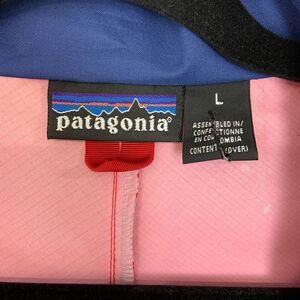 patagonia®
L
ASSEMBLED IN/
CONFECTIONNE
EN COLOMBIA
CONTENT (OVER)